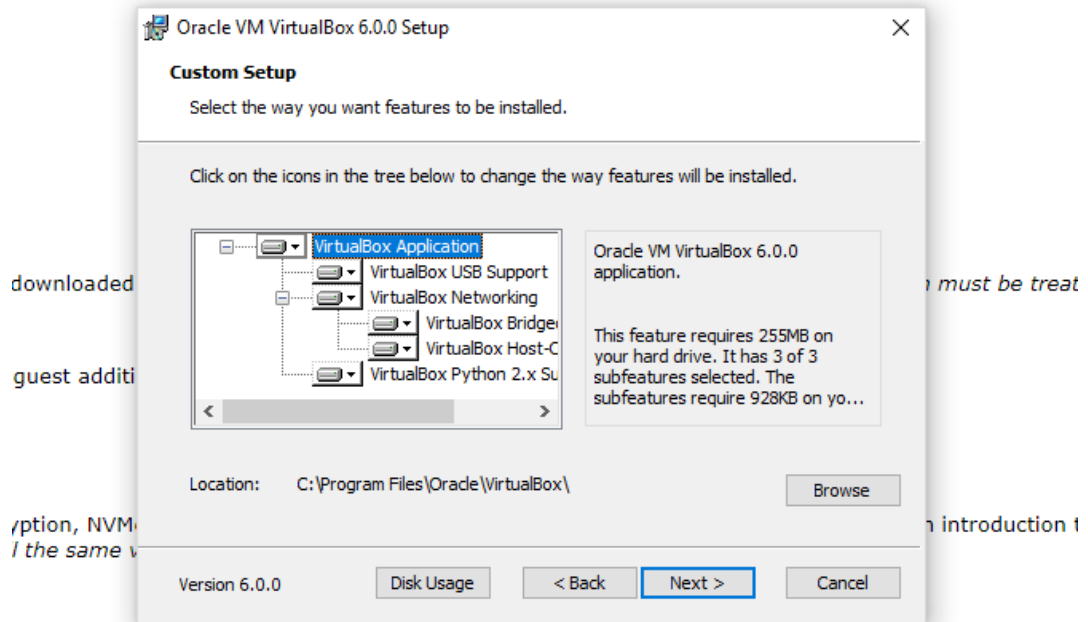 Oracle VM VirtualBox 6.0.0 Setup
Custom Setup
Select the way you want features to be installed.
Click on the icons in the tree below to change the way features will be installed.
VirtualBox Application
VirtualBox USB Support
VirtualBox Networking
VirtualBox Bridge
VirtualBox Host-C
VirtualBox Python 2.x Su
Oracle VM VirtualBox 6.0.0
application.
This feature requires 255MB on
your hard drive. It has 3 of 3
subfeatures selected. The
subfeatures require 928KB on yo...
downloaded
must be treat
guest additi
Location: C:\Program Files\Oracle\VirtualBox\
Browse
yption, NVM
introduction t
l the same v
Version 6.0.0
Disk Usage
< Back
Next >
Cancel